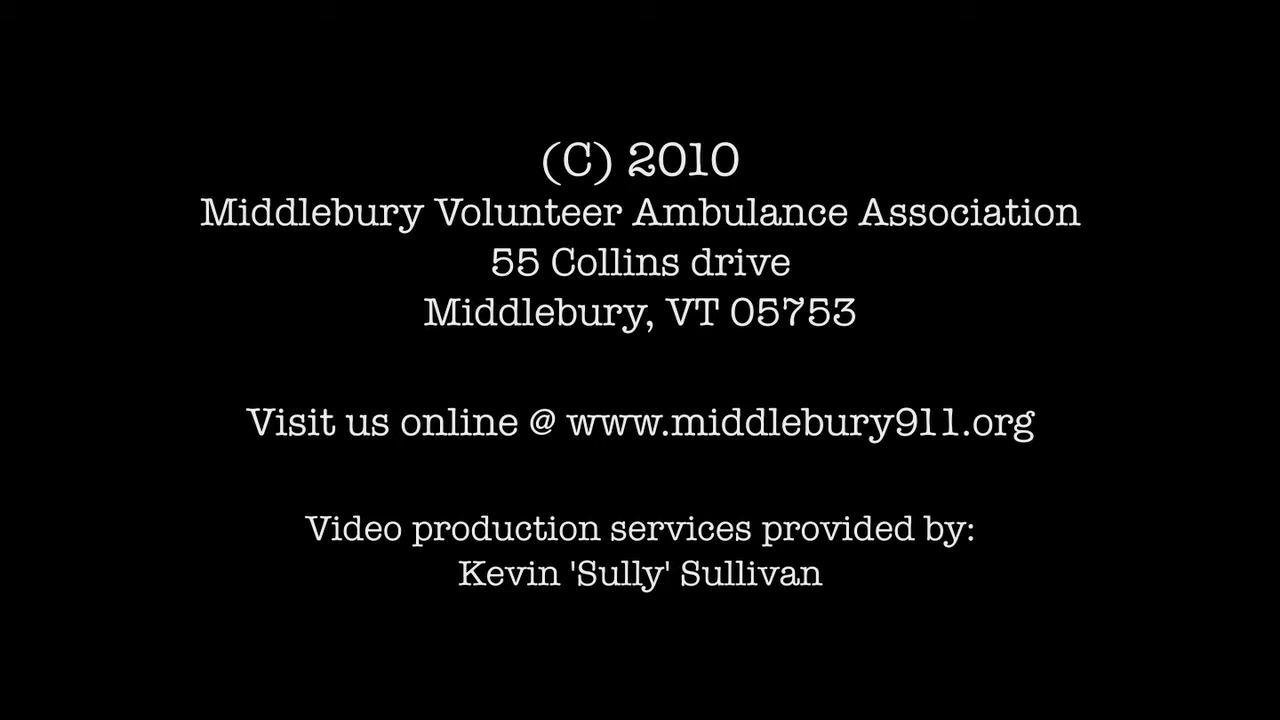 (C) 2010
Middlebury Volunteer Ambulance Association
55 Collins drive
Middlebury, VT 05753
Visit us online @ www.middlebury911.org
Video production services provided by:
Kevin 'Sully' Sullivan